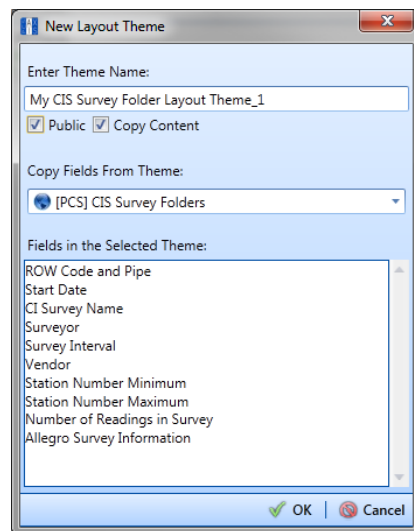 New Layout Theme
Enter Theme Name:
My CIS Survey Folder Layout Theme_1
Public Copy Content
Copy Fields From Theme:
[PCS] CIS Survey Folders
Fields in the Selected Theme:
ROW Code and Pipe
Start Date
CI Survey Name
Surveyor
Survey Interval
Vendor
Station Number Minimum
Station Number Maximum
Number of Readings in Survey
Allegro Survey Information
OK | Cancel